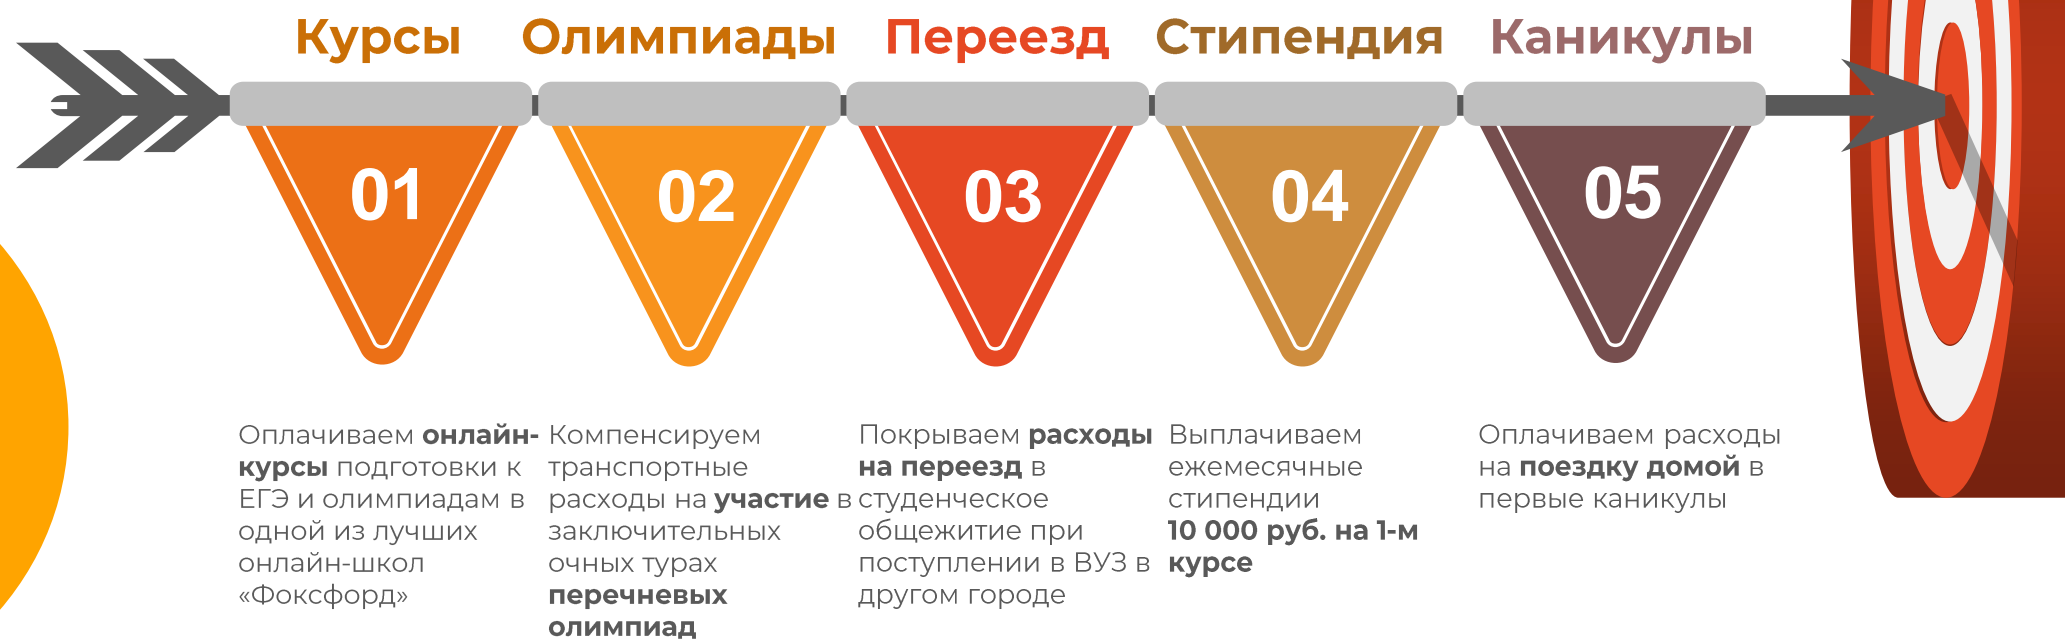 Курсы
Олимпиады
Переезд
Стипендия
Каникулы
01
02
03
04
05
Оплачиваем онлайн-
курсы подготовки к
ЕГЭ и олимпиадам в
одной из лучших
онлайн-школ
«Фоксфорд»
Компенсируем
транспортные
расходы на участие в
заключительных
очных турах
перечневых
олимпиад
Покрываем расходы
на переезд в
студенческое
общежитие при
поступлении в ВУЗ в
другом городе
Выплачиваем
ежемесячные
стипендии
10 000 руб. на 1-м
курсе
Оплачиваем расходы
на поездку домой в
первые каникулы